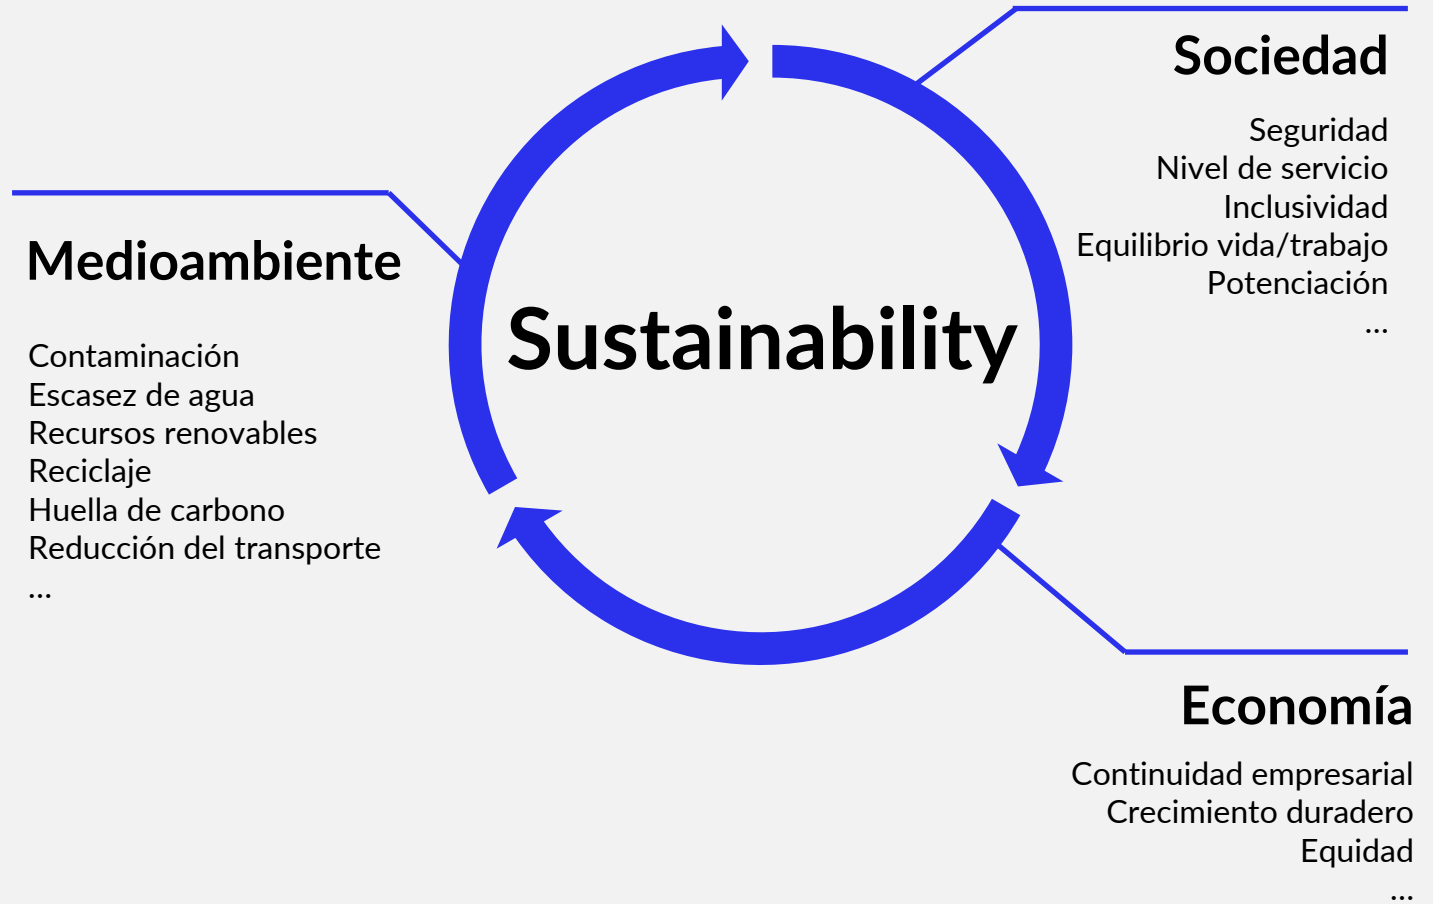 Sociedad
Seguridad
Nivel de servicio
Inclusividad
Equilibrio vida/trabajo
Potenciación
...
Medioambiente
Contaminación
Escasez de agua
Recursos renovables
Reciclaje
Huella de carbono
Reducción del transporte
...
Sustainability
Economía
Continuidad empresarial
Crecimiento duradero
Equidad
...